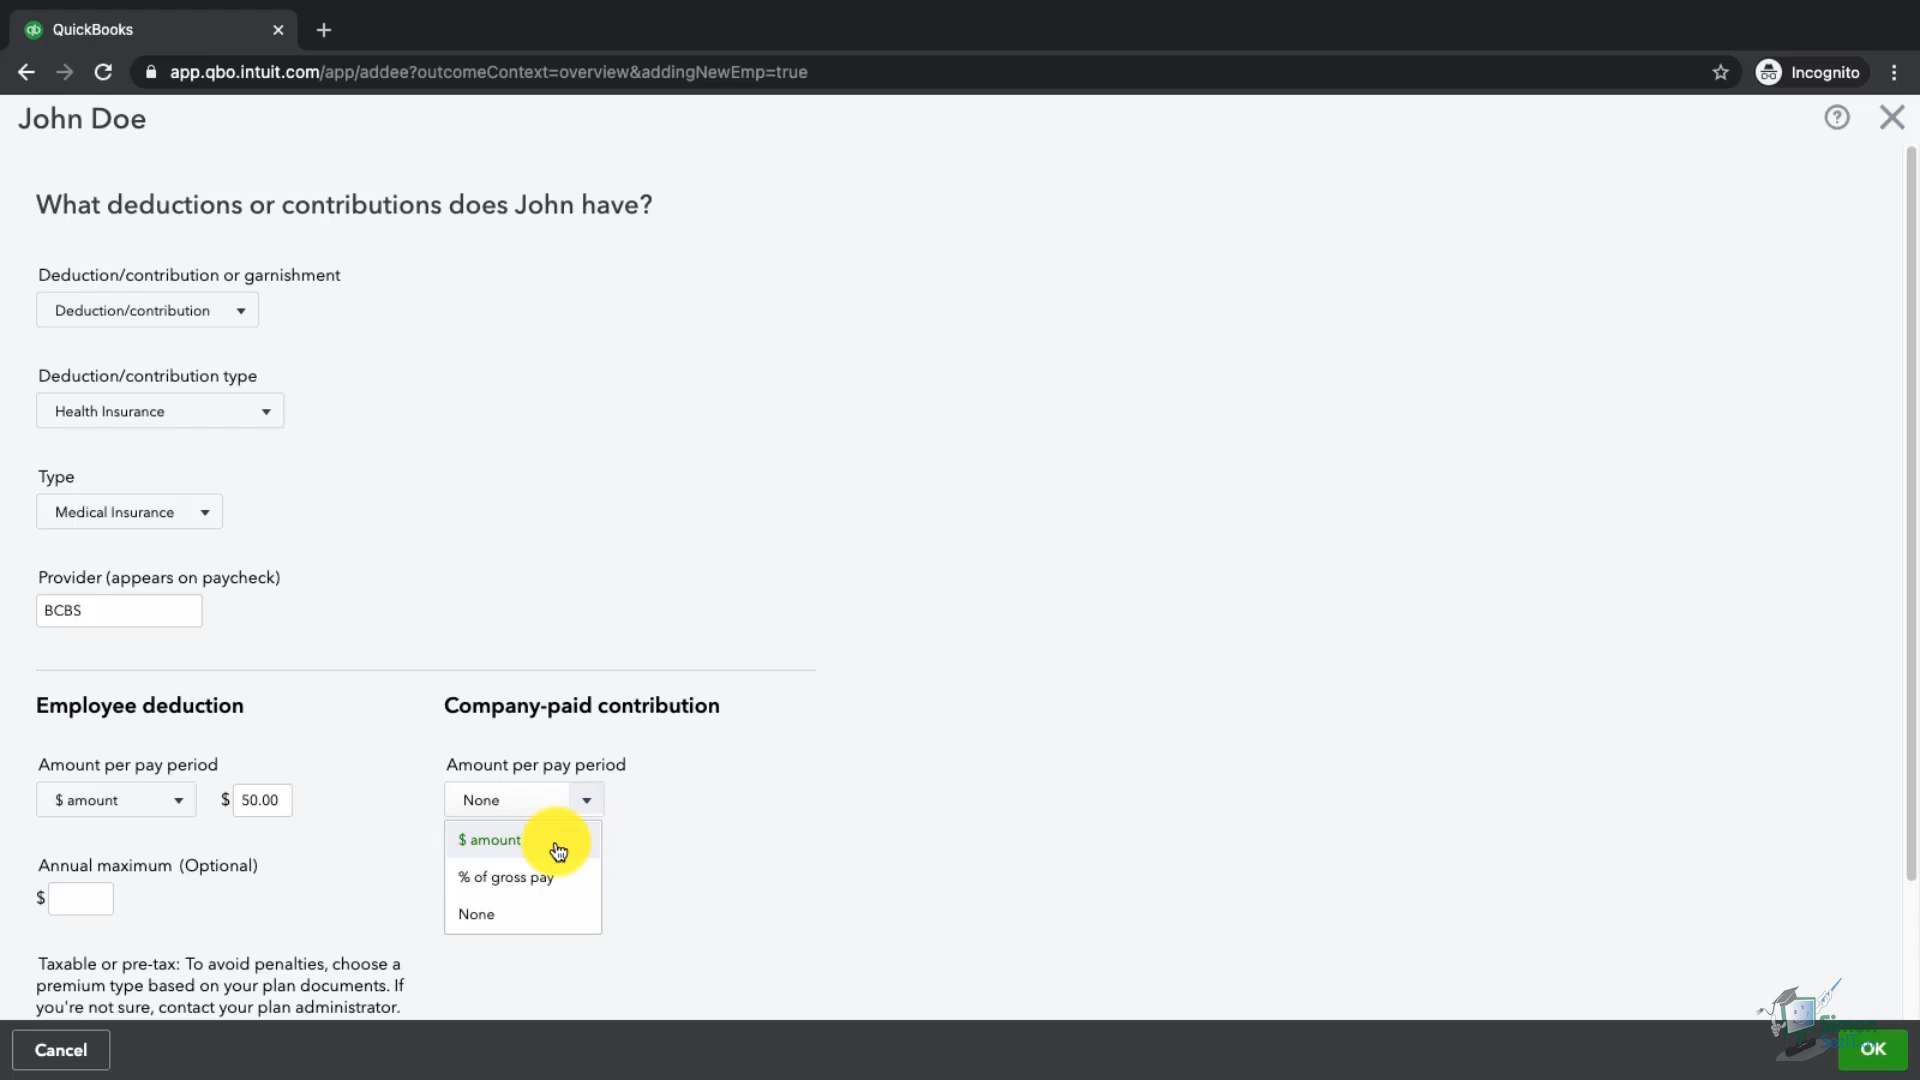 QuickBooks
app.qbo.intuit.com/app/addee?outcomeContext=overview&addingNewEmp=true
Incognito
John Doe
What deductions or contributions does John have?
Deduction/contribution or garnishment
Deduction/contribution
Deduction/contribution type
Health Insurance
Type
Medical Insurance
Provider (appears on paycheck)
BCBS
Employee deduction
Company-paid contribution
Amount per pay period
Amount per pay period
$ amount
$ 50.00
None
$ amount
% of gross pay
None
Annual maximum (Optional)
$
Taxable or pre-tax: To avoid penalties, choose a
premium type based on your plan documents. If
you're not sure, contact your plan administrator.
Cancel
OK